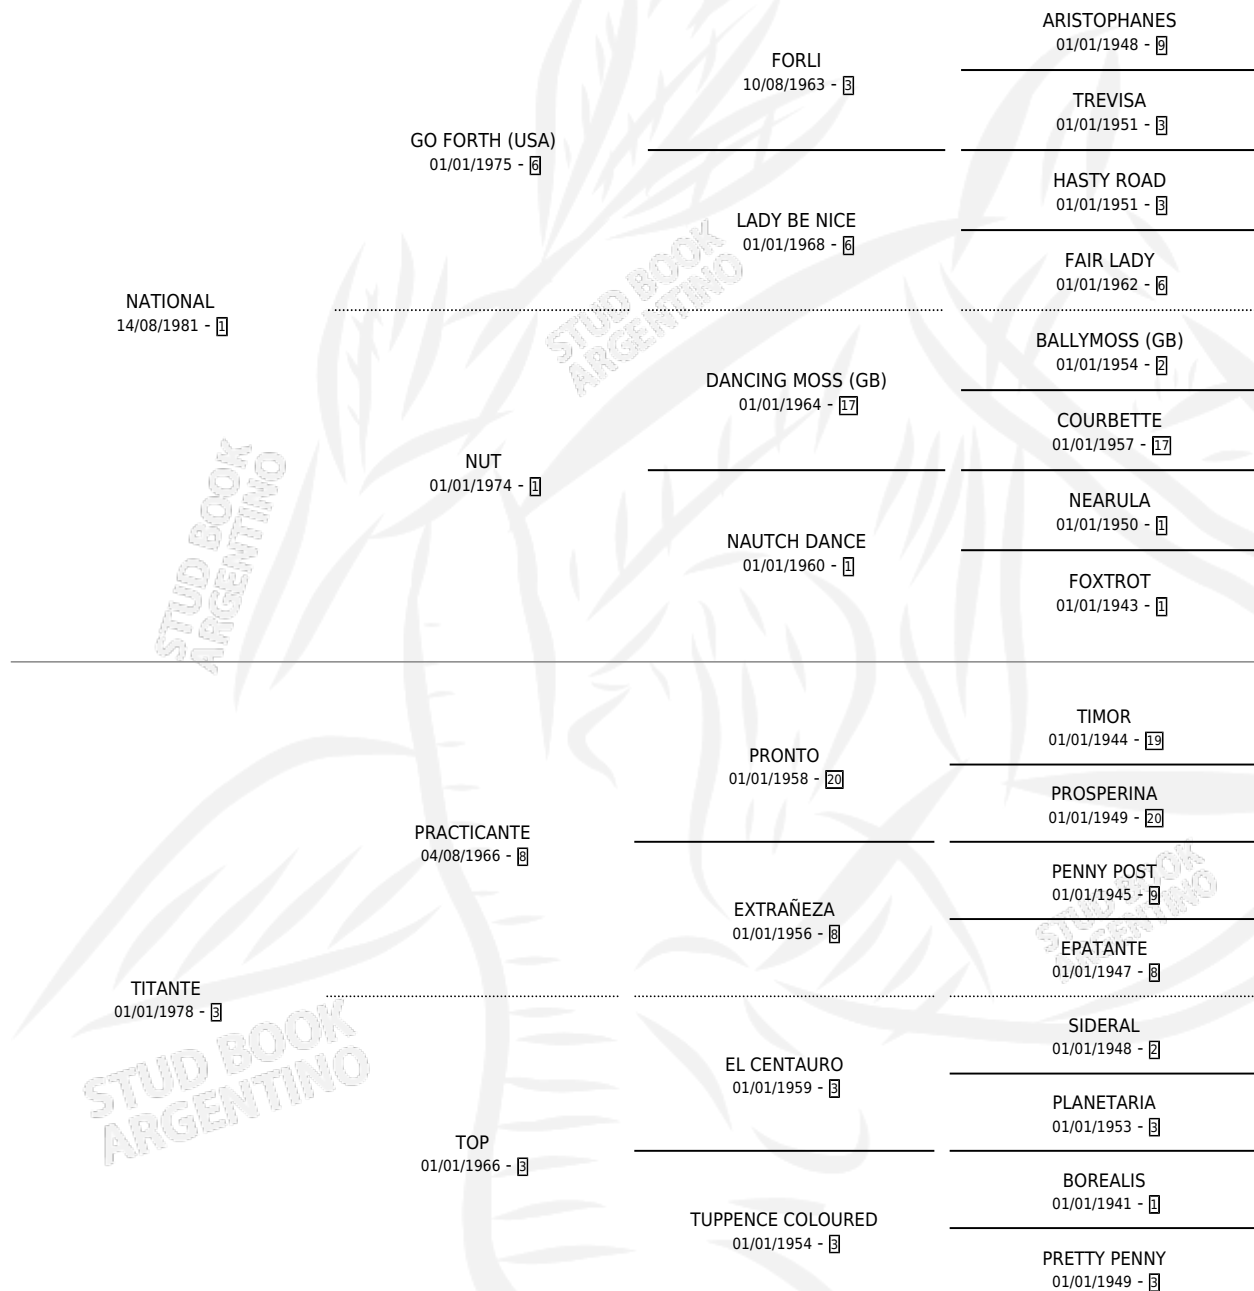 ARISTOPHANES
01/01/1948 - 9
FORLI
10/08/1963 - 3
TREVISA
01/01/1951 - 3
GO FORTH (USA)
01/01/1975 - 6
HASTY ROAD
01/01/1951 - 3
LADY BE NICE
01/01/1968 - 6
FAIR LADY
01/01/1962 - 6
NATIONAL
14/08/1981 - 1
STUD BOOK
ARGENTINO
BALLYMOSS (GB)
01/01/1954 - 2
DANCING MOSS (GB)
01/01/1964 - 17
COURBETTE
01/01/1957 - 17
NUT
01/01/1974 - 1
NEARULA
01/01/1950 - 1
NAUTCH DANCE
01/01/1960 - 1
FOXTROT
01/01/1943 - 1
STUD BOOK
ARGENTINO
TIMOR
01/01/1944 - 19
PRONTO
01/01/1958 - 20
PROSPERINA
01/01/1949 - 20
PRACTICANTE
04/08/1966 - 8
PENNY POST
01/01/1945 - 9
EXTRAÑEZA
01/01/1956 - 8
STUD BOOK
ARGENTINO
EPATANTE
01/01/1947 - 8
TITANTE
01/01/1978 - 3
SIDERAL
01/01/1948 - 2
EL CENTAURO
01/01/1959 - 3
STUD BOOK
ARGENTINO
PLANETARIA
01/01/1953 - 3
TOP
01/01/1966 - 3
BOREALIS
01/01/1941 - 1
TUPPENCE COLOURED
01/01/1954 - 3
PRETTY PENNY
01/01/1949 - 3